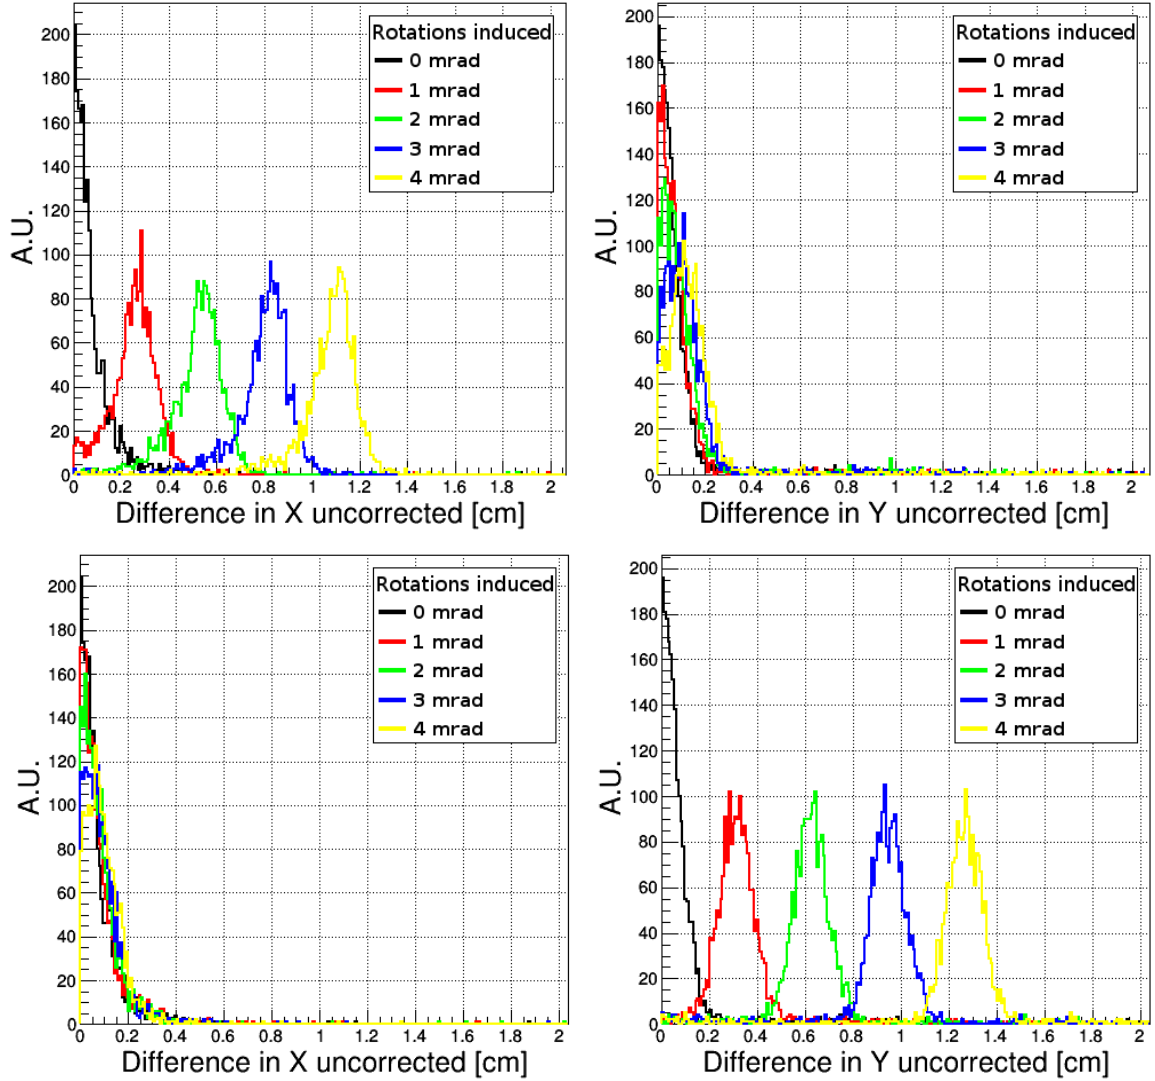 Rotations induced
0 mrad
1 mrad
2 mrad
3 mrad
4 mrad
A.U.
200
180
160
140
120
100
80
60
40
20
0
0 0.2 0.4 0.6 0.8 1 1.2 1.4 1.6 1.8 2
Difference in X uncorrected [cm]
Rotations induced
0 mrad
1 mrad
2 mrad
3 mrad
4 mrad
A.U.
200
180
160
140
120
100
80
60
40
20
0
0 0.2 0.4 0.6 0.8 1 1.2 1.4 1.6 1.8 2
Difference in Y uncorrected [cm]
Rotations induced
0 mrad
1 mrad
2 mrad
3 mrad
4 mrad
A.U.
200
180
160
140
120
100
80
60
40
20
0
0 0.2 0.4 0.6 0.8 1 1.2 1.4 1.6 1.8 2
Difference in X uncorrected [cm]
Rotations induced
0 mrad
1 mrad
2 mrad
3 mrad
4 mrad
A.U.
200
180
160
140
120
100
80
60
40
20
0
0 0.2 0.4 0.6 0.8 1 1.2 1.4 1.6 1.8 2
Difference in Y uncorrected [cm]